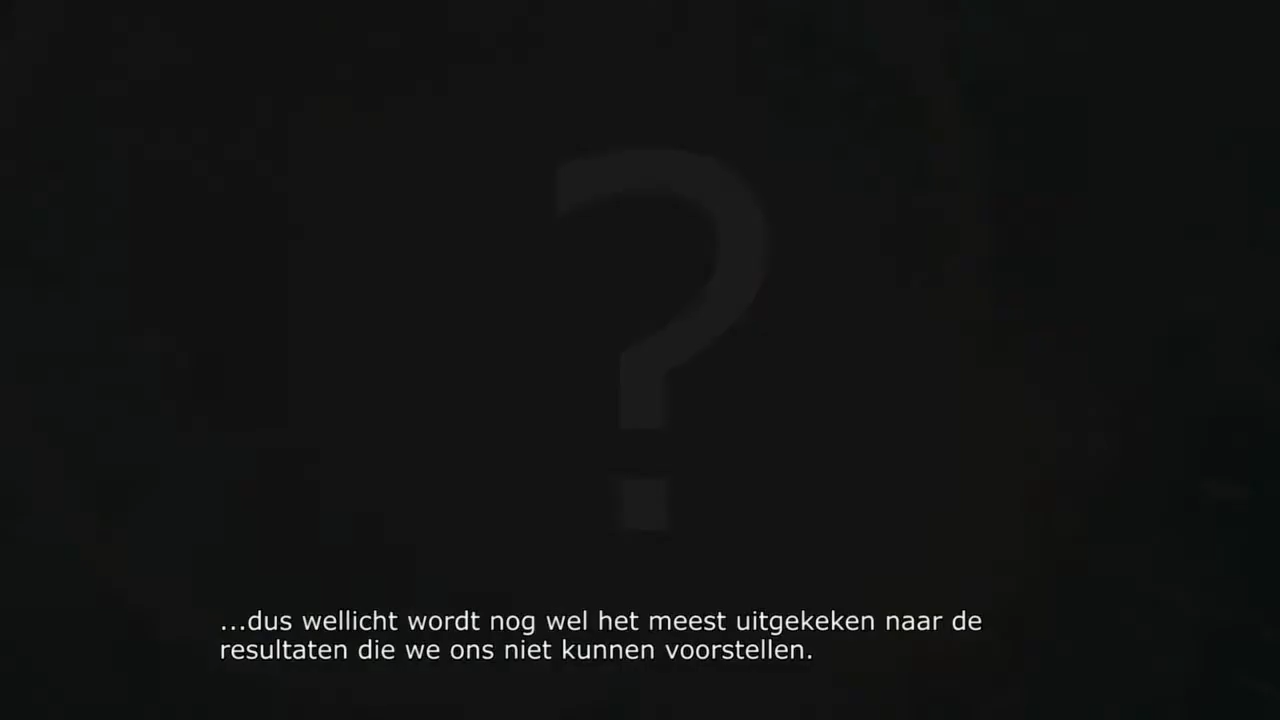 ?
...dus wellicht wordt nog wel het meest uitgekeken naar de
resultaten die we ons niet kunnen voorstellen.